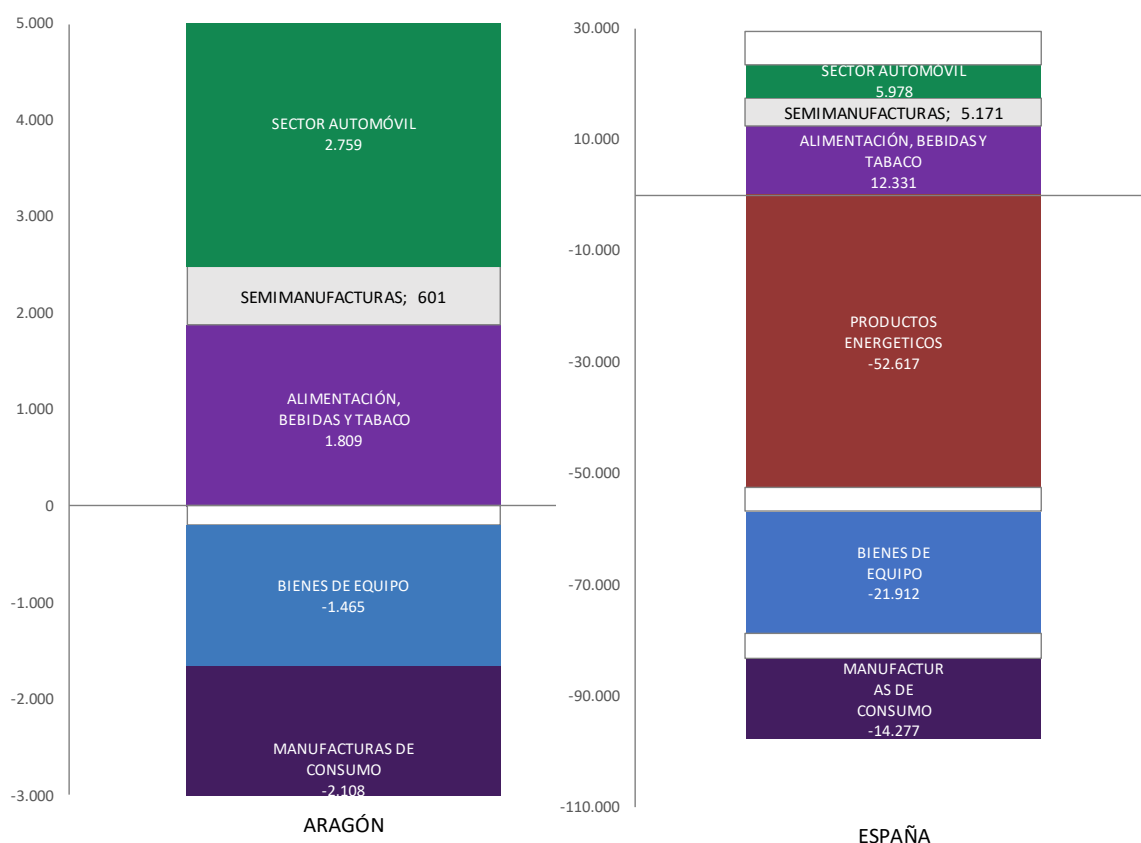 5.000
4.000
3.000
2.000
1.000
0
-1.000
-2.000
-3.000
SECTOR AUTOMÓVIL
2.759
SEMIMANUFACTURAS; 601
ALIMENTACIÓN,
BEBIDAS Y TABACO
1.809
BIENES DE EQUIPO
-1.465
MANUFACTURAS DE
CONSUMO
-2.108
ARAGÓN
30.000
10.000
-10.000
-30.000
-50.000
-70.000
-90.000
-110.000
SECTOR AUTOMÓVIL
5.978
SEMIMANUFACTURAS; 5.171
ALIMENTACIÓN, BEBIDAS Y
TABACO
12.331
PRODUCTOS
ENERGETICOS
-52.617
BIENES DE
EQUIPO
-21.912
MANUFACTUR
AS DE
CONSUMO
-14.277
ESPAÑA